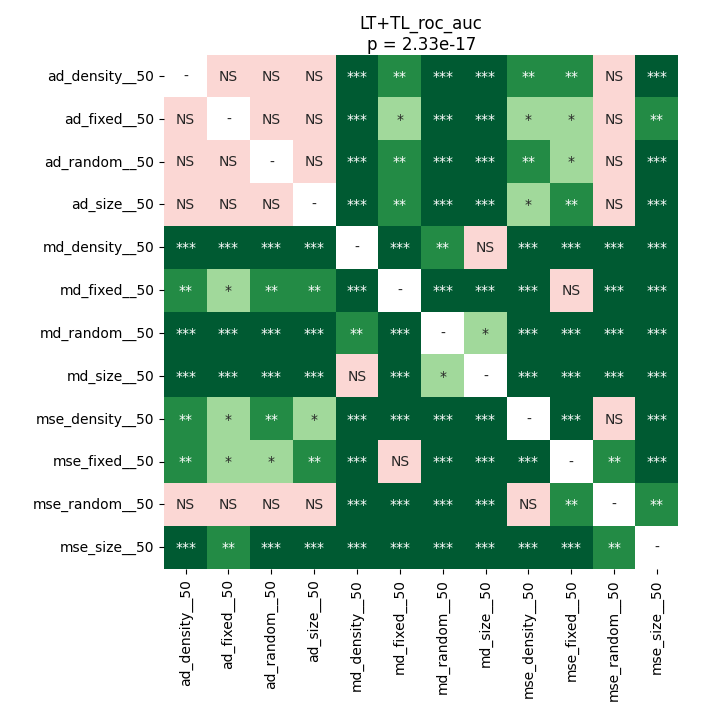 LT+TL_roc_auc
p = 2.33e-17
ad_density__50 - NS NS NS *** ** *** *** ** ** NS ***
ad_fixed__50 NS - NS NS *** * *** *** * * NS **
ad_random__50 NS NS - NS *** ** *** *** ** * NS ***
ad_size__50 NS NS NS - *** ** *** *** * ** NS ***
md_density__50 *** *** *** *** - *** ** NS *** *** *** ***
md_fixed__50 ** * ** ** *** - *** *** *** NS *** ***
md_random__50 *** *** *** *** ** *** - * *** *** *** ***
md_size__50 *** *** *** *** NS *** * - *** *** *** ***
mse_density__50 ** * ** * *** *** *** *** - *** NS ***
mse_fixed__50 ** * * ** *** NS *** *** *** - ** ***
mse_random__50 NS NS NS NS *** *** *** *** NS ** - **
mse_size__50 *** ** *** *** *** *** *** *** *** *** ** -
ad_density__50
ad_fixed__50
ad_random__50
ad_size__50
md_density__50
md_fixed__50
md_random__50
md_size__50
mse_density__50
mse_fixed__50
mse_random__50
mse_size__50